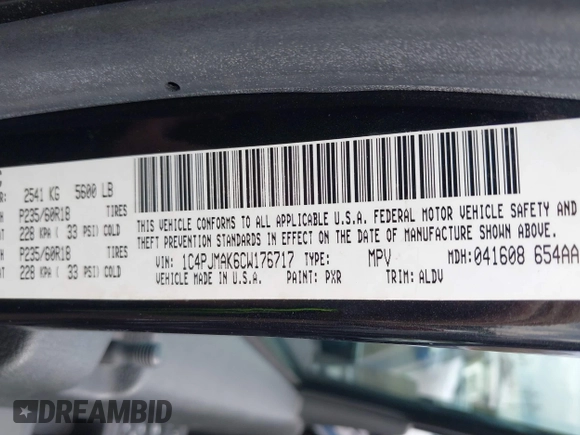 2541 KG 5600 LB
P235/60R18 TIRES
228 KPA ( 33 PSI) COLD
P235/60R18 TIRES
228 KPA ( 33 PSI) COLD
THIS VEHICLE CONFORMS TO ALL APPLICABLE U.S.A. FEDERAL MOTOR VEHICLE SAFETY AND
THEFT PREVENTION STANDARDS IN EFFECT ON THE DATE OF MANUFACTURE SHOWN ABOVE.
VIN: 1C4PJMAK6CW176717 TYPE: MPV MDH: 041608 654AA
VEHICLE MADE IN U.S.A. PAINT: PXR TRIM: ALDV
DREAMBID